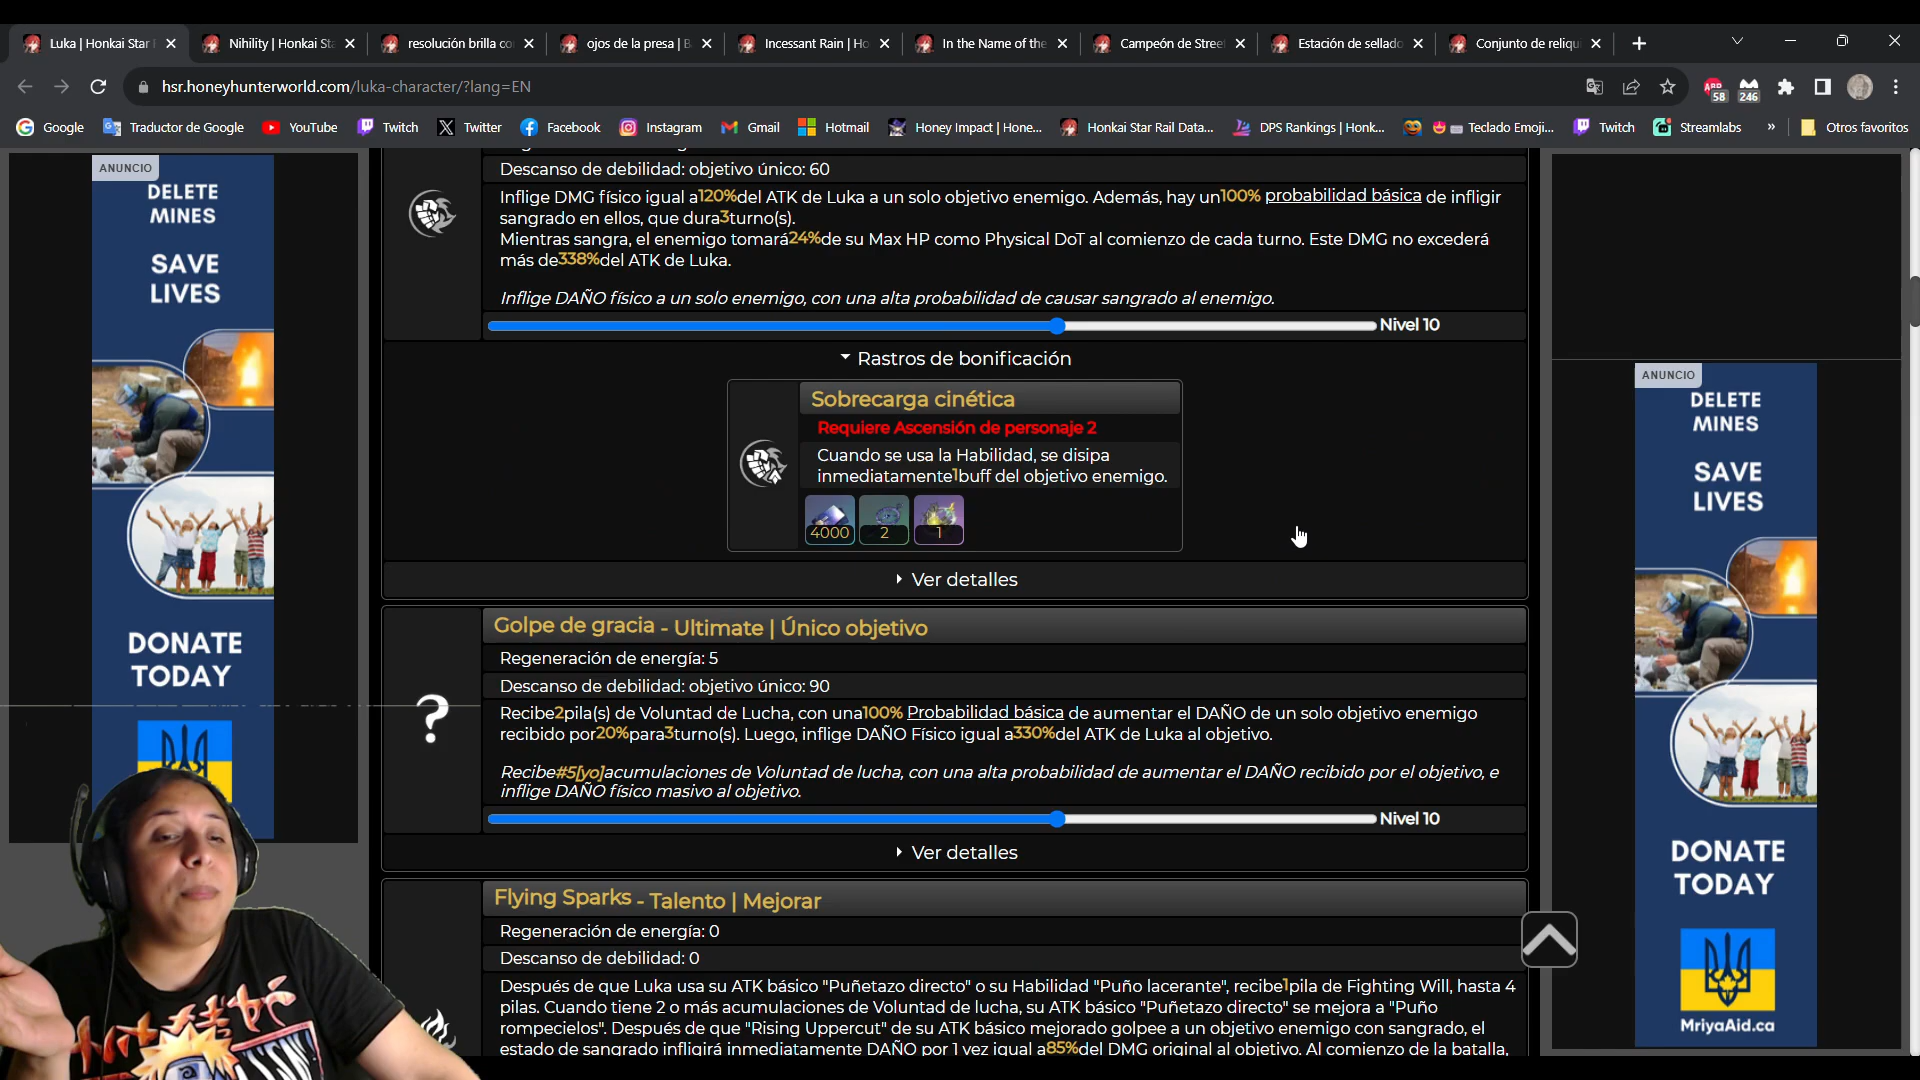 Luka | Honkai Star
Nihility | Honkai St
resolución brilla co
ojos de la presa | B
Incessant Rain | Ho
In the Name of the
Campeón de Stree
Estación de sellado
Conjunto de reliqu
hsr.honeyhunterworld.com/luka-character/?lang=EN
58
246
Google
Traductor de Google
YouTube
Twitch
Twitter
Facebook
Instagram
Gmail
Hotmail
Honey Impact | Hone...
Honkai Star Rail Data...
DPS Rankings | Honk...
Teclado Emoji...
Twitch
Streamlabs
»
Otros favoritos
ANUNCIO
DELETE
MINES
SAVE
LIVES
DONATE
TODAY
Descanso de debilidad: objetivo único: 60
Inflige DMG físico igual a120%del ATK de Luka a un solo objetivo enemigo. Además, hay un100% probabilidad básica de infligir
sangrado en ellos, que dura3turno(s).
Mientras sangra, el enemigo tomará24%de su Max HP como Physical DoT al comienzo de cada turno. Este DMG no excederá
más de338%del ATK de Luka.
Inflige DAÑO físico a un solo enemigo, con una alta probabilidad de causar sangrado al enemigo.
Nivel 10
Rastros de bonificación
Sobrecarga cinética
Requiere Ascensión de personaje 2
Cuando se usa la Habilidad, se disipa
inmediatamente1buff del objetivo enemigo.
4000
2
1
Ver detalles
Golpe de gracia - Ultimate | Único objetivo
Regeneración de energía: 5
Descanso de debilidad: objetivo único: 90
?
Recibe2pila(s) de Voluntad de Lucha, con una100% Probabilidad básica de aumentar el DAÑO de un solo objetivo enemigo
recibido por20%para3turno(s). Luego, inflige DAÑO Físico igual a330%del ATK de Luka al objetivo.
Recibe#5[yo]acumulaciones de Voluntad de lucha, con una alta probabilidad de aumentar el DAÑO recibido por el objetivo, e
inflige DAÑO físico masivo al objetivo.
Nivel 10
Ver detalles
Flying Sparks - Talento | Mejorar
Regeneración de energía: 0
Descanso de debilidad: 0
Después de que Luka usa su ATK básico "Puñetazo directo" o su Habilidad "Puño lacerante", recibe1pila de Fighting Will, hasta 4
pilas. Cuando tiene 2 o más acumulaciones de Voluntad de lucha, su ATK básico "Puñetazo directo" se mejora a "Puño
rompecielos". Después de que "Rising Uppercut" de su ATK básico mejorado golpee a un objetivo enemigo con sangrado, el
estado de sangrado infligirá inmediatamente DAÑO por 1 vez igual a85%del DMG original al objetivo. Al comienzo de la batalla,
ANUNCIO
DELETE
MINES
SAVE
LIVES
DONATE
TODAY
MriyaAid.ca